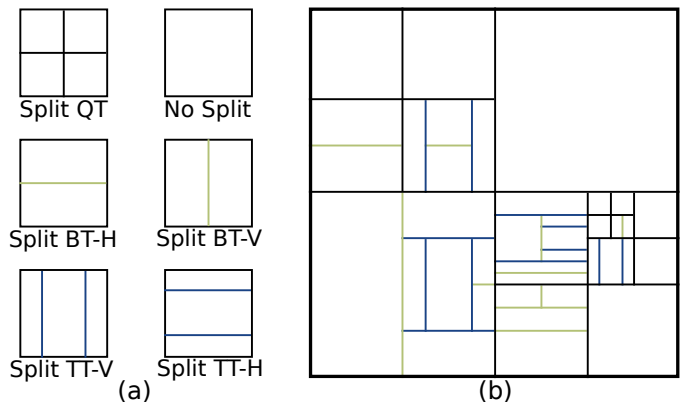 Split QT
No Split
Split BT-H
Split BT-V
Split TT-V
Split TT-H
(a)
(b)